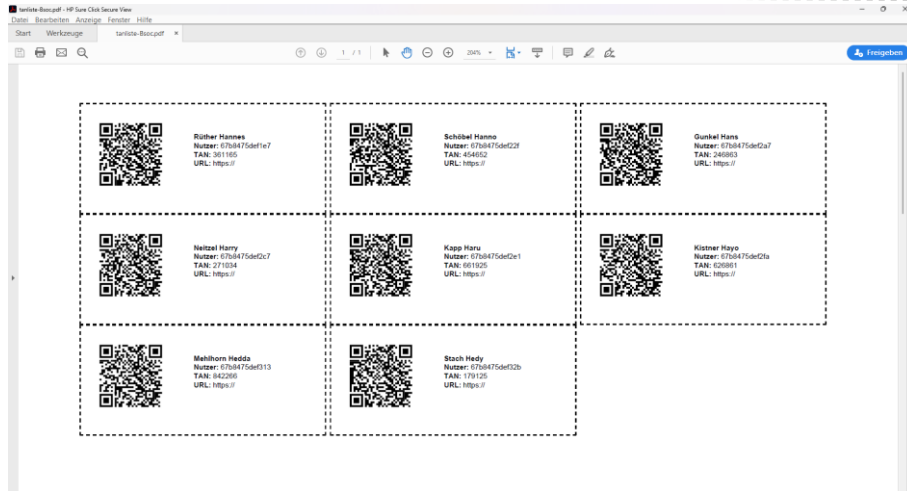 tanliste-Bsoc.pdf - HP Sure Click Secure View
Datei Bearbeiten Anzeige Fenster Hilfe
Start Werkzeuge tanliste-Bsoc.pdf ×
1 / 1 204% Freigeben
Rüther Hannes
Nutzer: 67b8475def1e7
TAN: 361165
URL: https://
Schöbel Hanno
Nutzer: 67b8475def22f
TAN: 454652
URL: https://
Gunkel Hans
Nutzer: 67b8475def2a7
TAN: 246863
URL: https://
Neitzel Harry
Nutzer: 67b8475def2c7
TAN: 271034
URL: https://
Kapp Haru
Nutzer: 67b8475def2e1
TAN: 661925
URL: https://
Kistner Hayo
Nutzer: 67b8475def2fa
TAN: 626861
URL: https://
Mehlhorn Hedda
Nutzer: 67b8475def313
TAN: 842266
URL: https://
Stach Hedy
Nutzer: 67b8475def32b
TAN: 179125
URL: https://